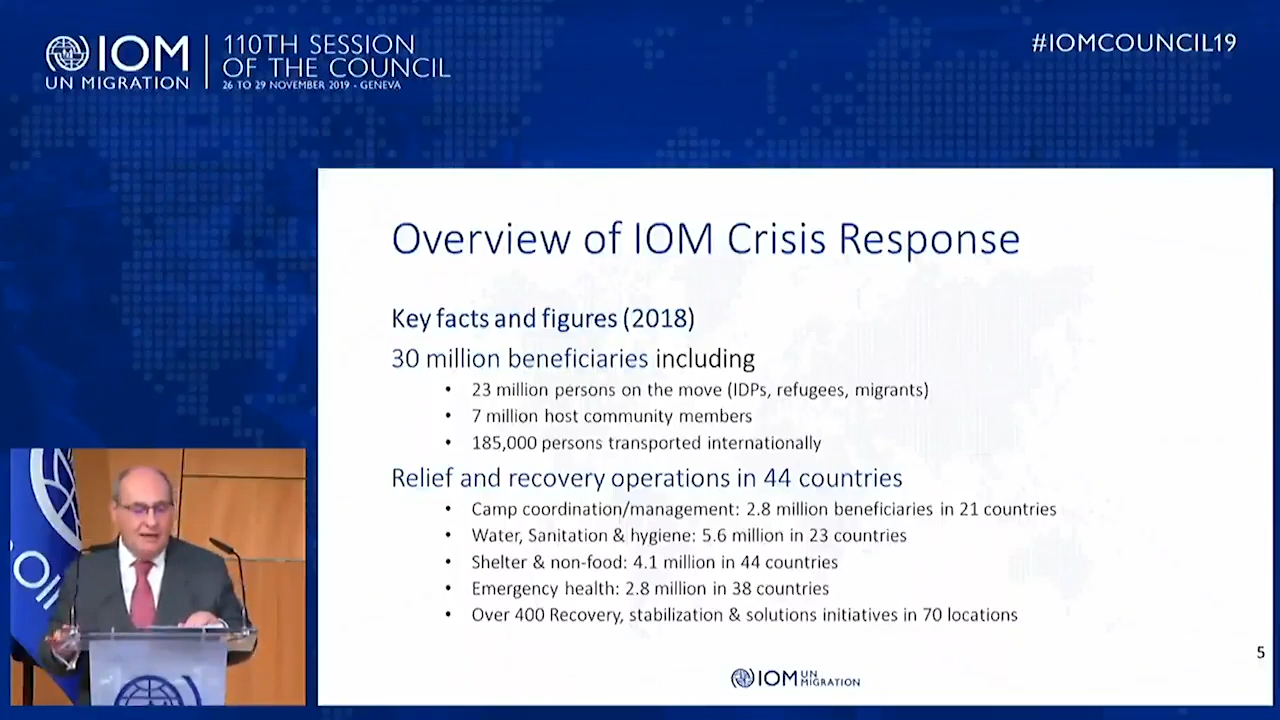 IOM
UN MIGRATION
110TH SESSION
OF THE COUNCIL
26 TO 29 NOVEMBER 2019 - GENEVA
#IOMCOUNCIL19
Overview of IOM Crisis Response
Key facts and figures (2018)
30 million beneficiaries including
• 23 million persons on the move (IDPs, refugees, migrants)
• 7 million host community members
• 185,000 persons transported internationally
Relief and recovery operations in 44 countries
• Camp coordination/management: 2.8 million beneficiaries in 21 countries
• Water, Sanitation & hygiene: 5.6 million in 23 countries
• Shelter & non-food: 4.1 million in 44 countries
• Emergency health: 2.8 million in 38 countries
• Over 400 Recovery, stabilization & solutions initiatives in 70 locations
5
IOM UN MIGRATION